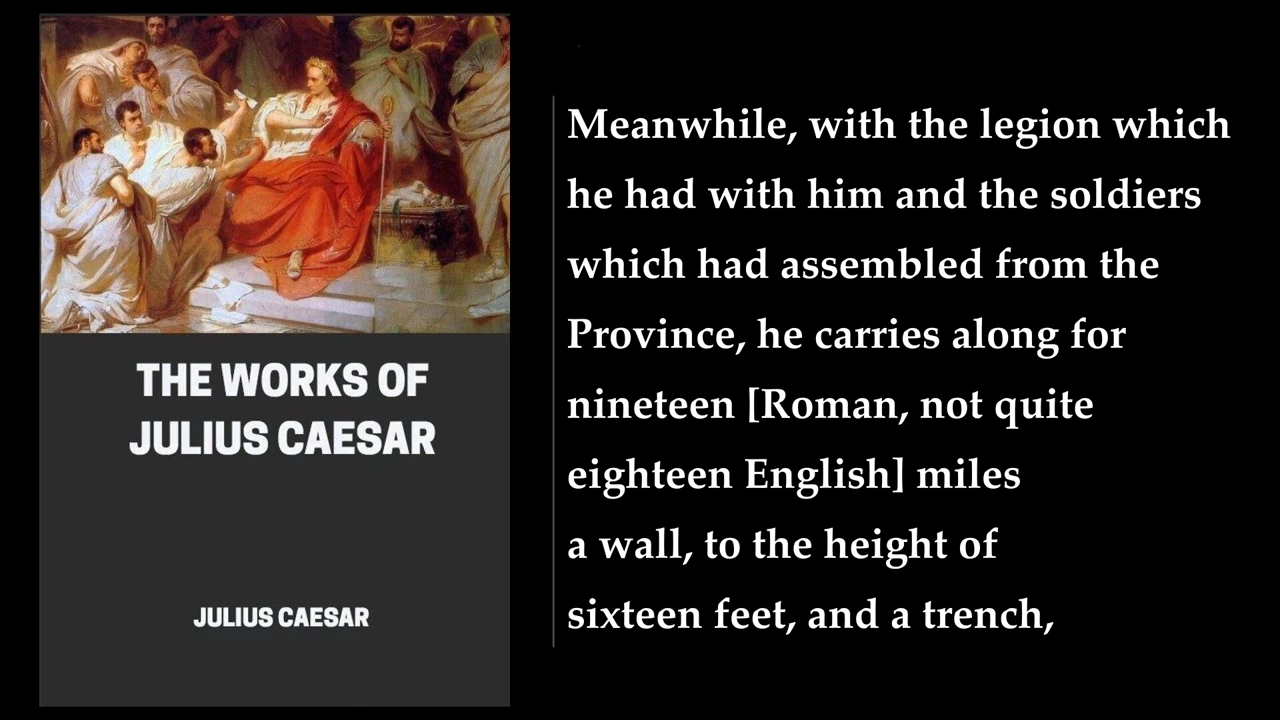 THE WORKS OF
JULIUS CAESAR
JULIUS CAESAR
Meanwhile, with the legion which
he had with him and the soldiers
which had assembled from the
Province, he carries along for
nineteen [Roman, not quite
eighteen English] miles
a wall, to the height of
sixteen feet, and a trench,